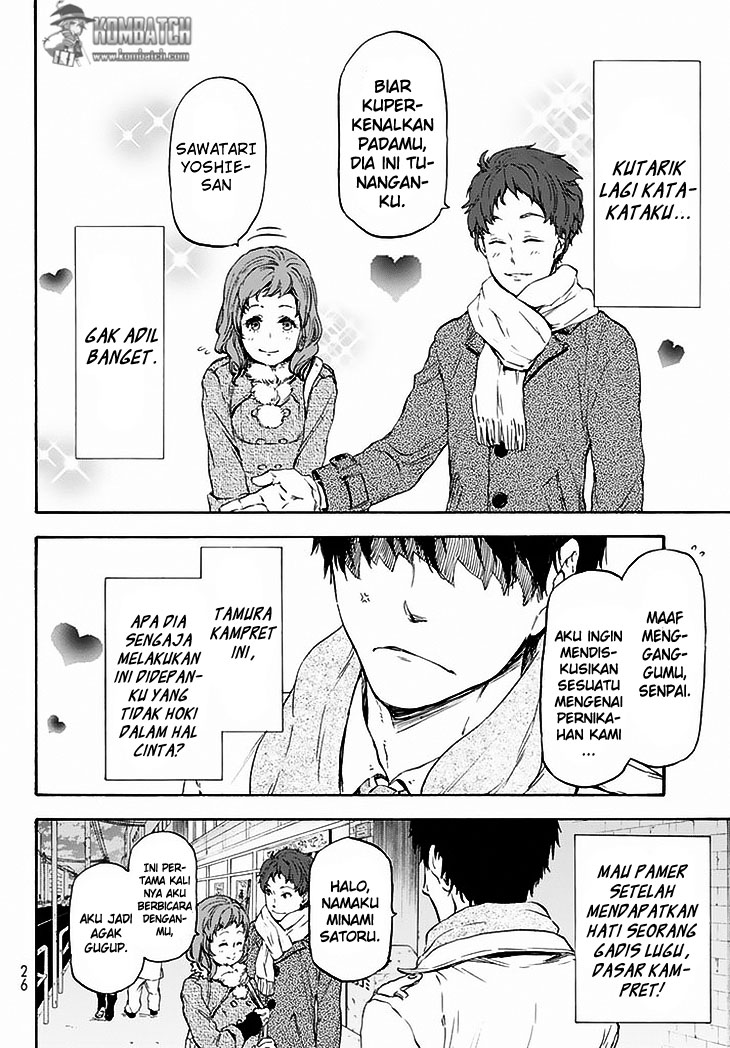 KOMBATCH
www.kombatch.com
KUTARIK
LAGI KATA-
KATAKU...
BIAR
KUPER-
KENALKAN
PADAMU,
DIA INI TU-
NANGAN-
KU.
SAWATARI
YOSHIE-
SAN
GAK ADIL
BANGET.
MAAF
MENG-
GANG-
GUMU,
SENPAI.
AKU INGIN
MENDIS-
KUSIKAN
SESUATU
MENGENAI
PERNIKA-
HAN KAMI
...
TAMURA
KAMPRET
INI,
APA DIA
SENGAJA
MELAKUKAN
INI DIDEPAN-
KU YANG
TIDAK HOKI
DALAM HAL
CINTA?
MAU PAMER
SETELAH
MENDAPATKAN
HATI SEORANG
GADIS LUGU,
DASAR KAM-
PRET!
HALO,
NAMAKU
MINAMI
SATORU.
INI PER-
TAMA KALI
NYA AKU
BERBICARA
DENGAN-
MU,
AKU JADI
AGAK
GUGUP.
26